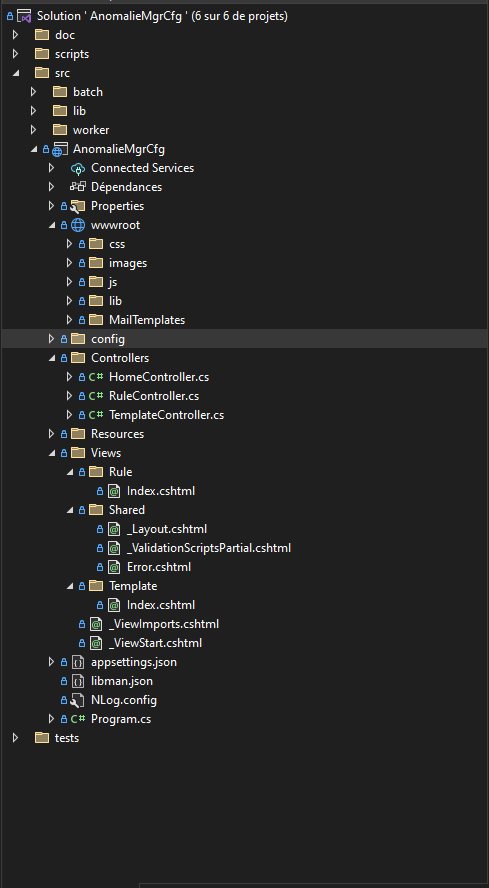 Solution ' AnomalieMgrCfg ' (6 sur 6 de projets)
doc
scripts
src
batch
lib
worker
AnomalieMgrCfg
Connected Services
Dépendances
Properties
wwwroot
css
images
js
lib
MailTemplates
config
Controllers
C# HomeController.cs
C# RuleController.cs
C# TemplateController.cs
Resources
Views
Rule
Index.cshtml
Shared
_Layout.cshtml
_ValidationScriptsPartial.cshtml
Error.cshtml
Template
Index.cshtml
_ViewImports.cshtml
_ViewStart.cshtml
appsettings.json
libman.json
NLog.config
C# Program.cs
tests